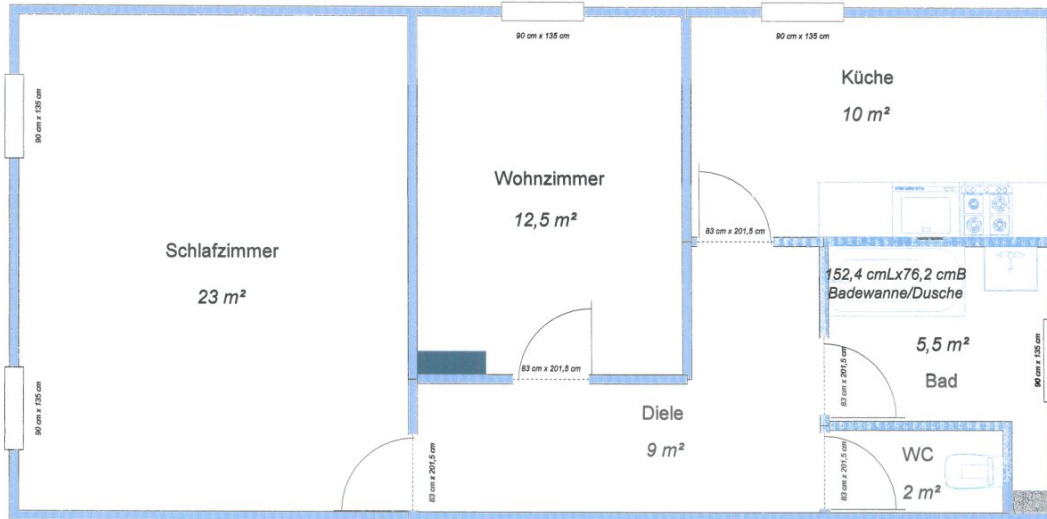 90 cm x 135 cm
90 cm x 135 cm
Küche
10 m²
90 cm x 135 cm
Wohnzimmer
12,5 m²
83 cm x 201,5 cm
Schlafzimmer
23 m²
152,4 cmLx76,2 cmB
Badewanne/Dusche
5,5 m²
Bad
90 cm x 135 cm
83 cm x 201,5 cm
83 cm x 201,5 cm
90 cm x 135 cm
Diele
9 m²
WC
2 m²
83 cm x 201,5 cm
83 cm x 201,5 cm